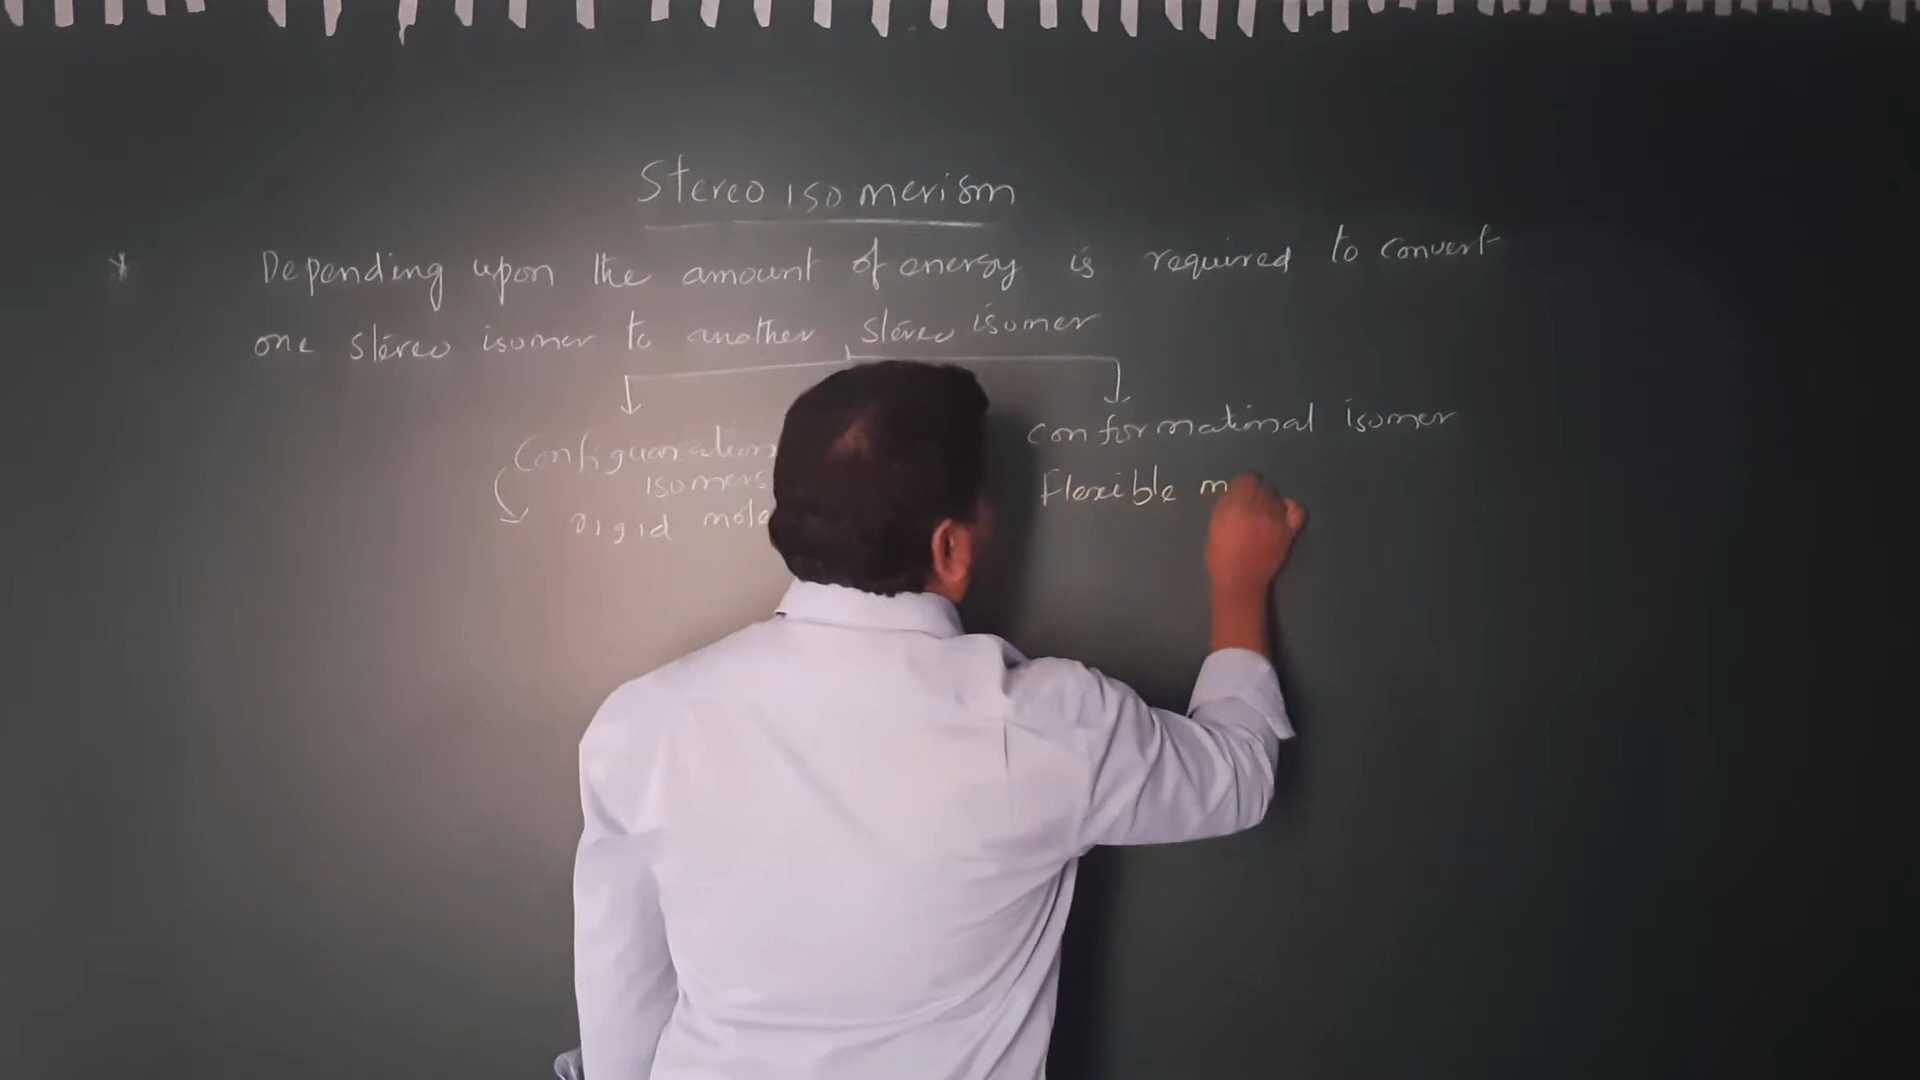 Stereo isomerism
* Depending upon the amount of energy is required to convert
one stereo isomer to another stereo isomer
Configuaration
isomers
rigid mole
conformational isomer
flexible m